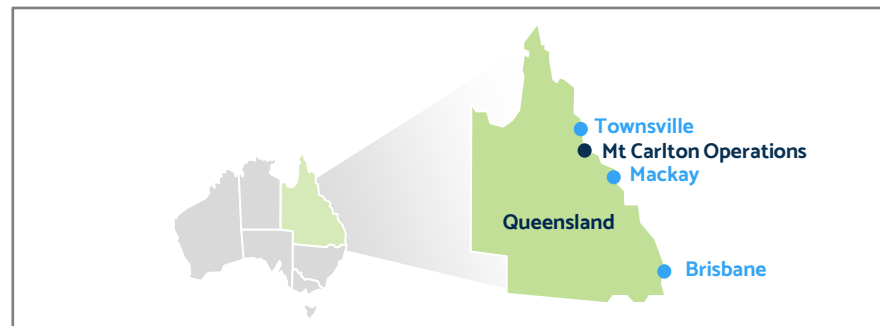 Townsville
Mt Carlton Operations
Mackay
Queensland
Brisbane